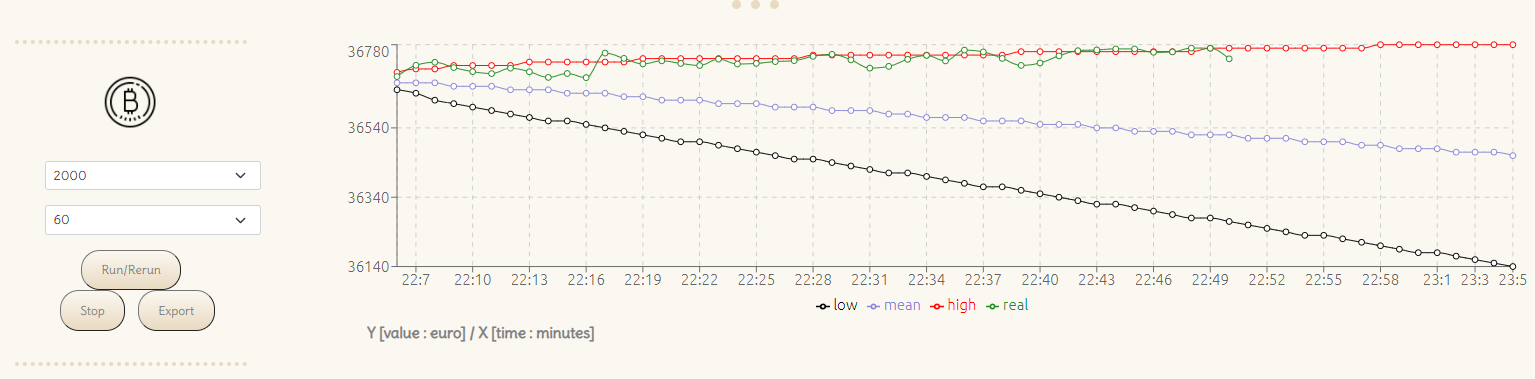 2000
60
Run/Rerun
Stop Export
36780
36540
36340
36140
22:7 22:10 22:13 22:16 22:19 22:22 22:25 22:28 22:31 22:34 22:37 22:40 22:43 22:46 22:49 22:52 22:55 22:58 23:1 23:3 23:5
low mean high real
Y [value : euro] / X [time : minutes]